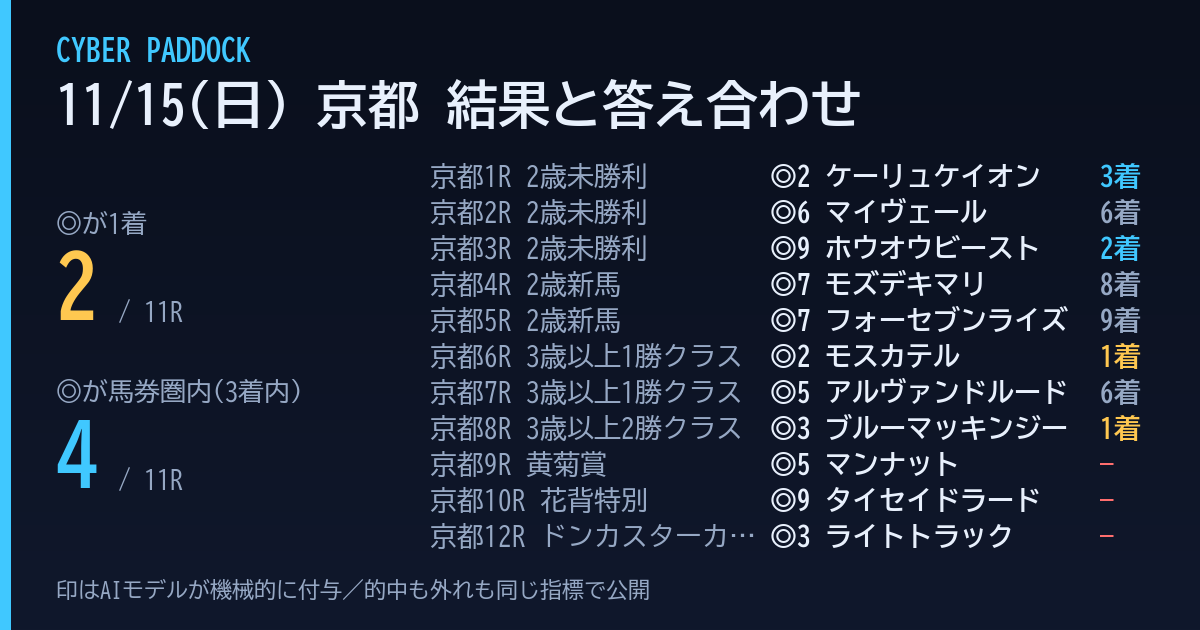 CYBER PADDOCK
11/15(日) 京都 結果と答え合わせ
◎が1着
2 / 11R
◎が馬券圏内(3着内)
4 / 11R
京都1R 2歳未勝利 ◎2 ケーリュケイオン 3着
京都2R 2歳未勝利 ◎6 マイヴェール 6着
京都3R 2歳未勝利 ◎9 ホウオウビースト 2着
京都4R 2歳新馬 ◎7 モズデキマリ 8着
京都5R 2歳新馬 ◎7 フォーセブンライズ 9着
京都6R 3歳以上1勝クラス ◎2 モスカテル 1着
京都7R 3歳以上1勝クラス ◎5 アルヴァンドルード 6着
京都8R 3歳以上2勝クラス ◎3 ブルーマッキンジー 1着
京都9R 黄菊賞 ◎5 マンナット –
京都10R 花背特別 ◎9 タイセイドラード –
京都12R ドンカスターカ… ◎3 ライトトラック –
印はAIモデルが機械的に付与／的中も外れも同じ指標で公開